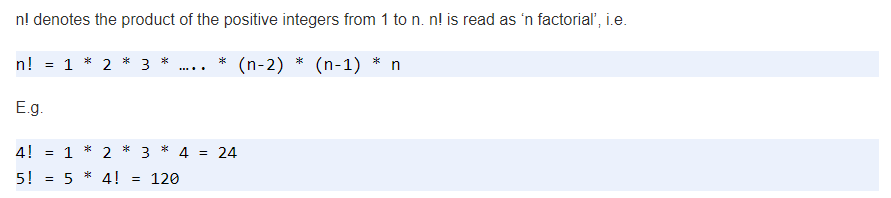 n! denotes the product of the positive integers from 1 to n. n! is read as ‘n factorial’, i.e.
n! = 1 * 2 * 3 * ….. * (n-2) * (n-1) * n
E.g.
4! = 1 * 2 * 3 * 4 = 24
5! = 5 * 4! = 120